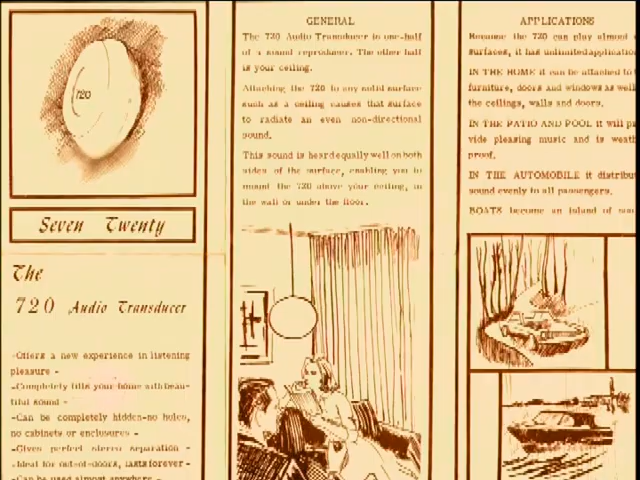 720
Seven Twenty
The
720 Audio Transducer
-Offers a new experience in listening
pleasure -
-Completely fills your home with beau-
tiful sound -
-Can be completely hidden-no holes,
no cabinets or enclosures -
-Gives perfect stereo separation -
-Ideal for out-of-doors, lasts forever -
-Can be used almost anywhere -
GENERAL
The 720 Audio Transducer is one-half
of a sound reproducer. The other half
is your ceiling.
Attaching the 720 to any solid surface
such as a ceiling causes that surface
to radiate an even non-directional
sound.
This sound is heard equally well on both
sides of the surface, enabling you to
mount the 720 above your ceiling, in
the wall or under the floor.
APPLICATIONS
Because the 720 can play almost
surfaces, it has unlimited applicatio
IN THE HOME it can be attached to
furniture, doors and windows as well
the ceilings, walls and doors.
IN THE PATIO AND POOL it will pr
vide pleasing music and is weath
proof.
IN THE AUTOMOBILE it distribut
sound evenly to all passengers.
BOATS become an island of